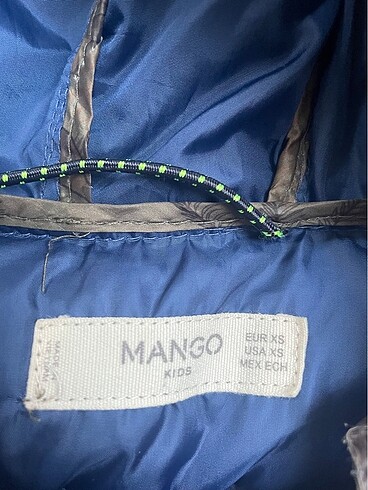 MANGO
KIDS
EUR XS
USA XS
MEX ECH